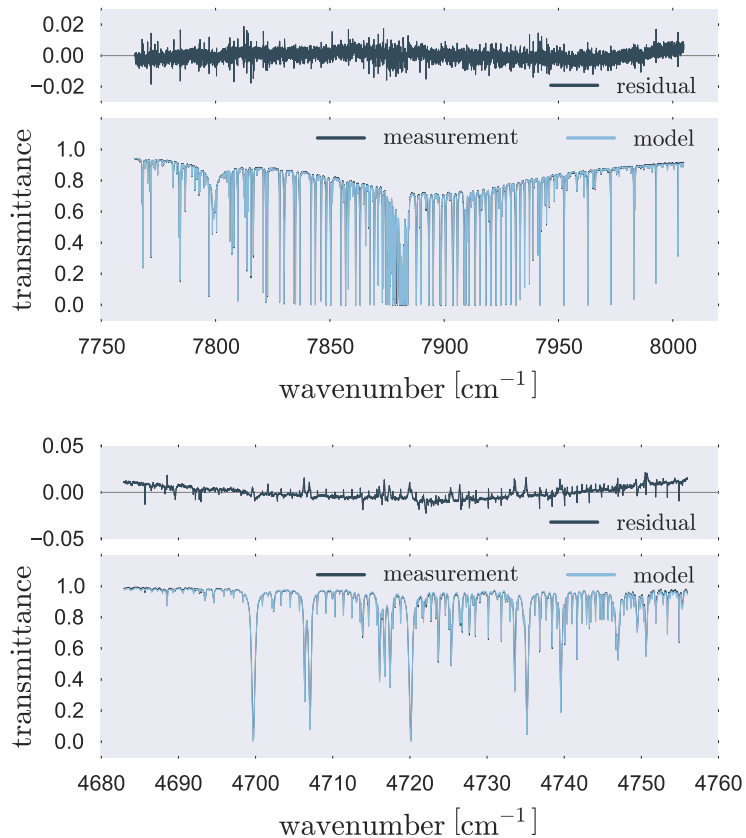 0.02
0.00
−0.02
residual
measurement model
1.0
0.8
0.6
0.4
0.2
0.0
transmittance
7750 7800 7850 7900 7950 8000
wavenumber [cm⁻¹]
0.05
0.00
−0.05
residual
measurement model
1.0
0.8
0.6
0.4
0.2
0.0
transmittance
4680 4690 4700 4710 4720 4730 4740 4750 4760
wavenumber [cm⁻¹]